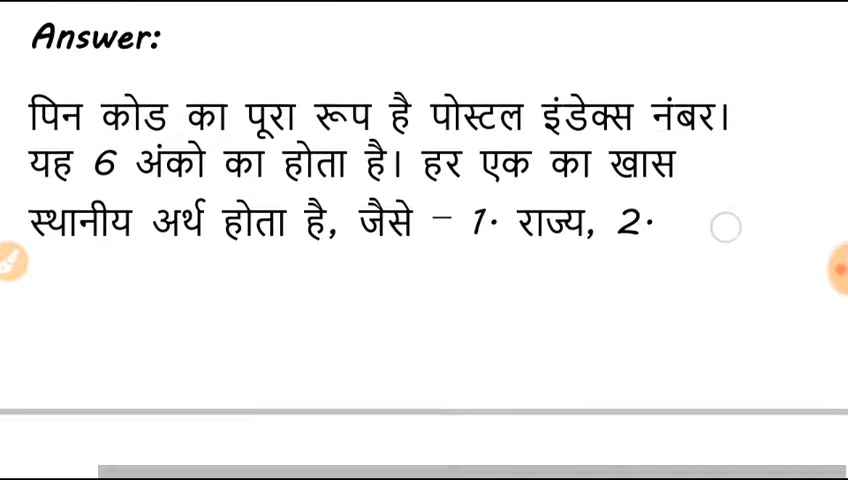 Answer:
पिन कोड का पूरा रूप है पोस्टल इंडेक्स नंबर।
यह 6 अंको का होता है। हर एक का खास
स्थानीय अर्थ होता है, जैसे - 1. राज्य, 2.